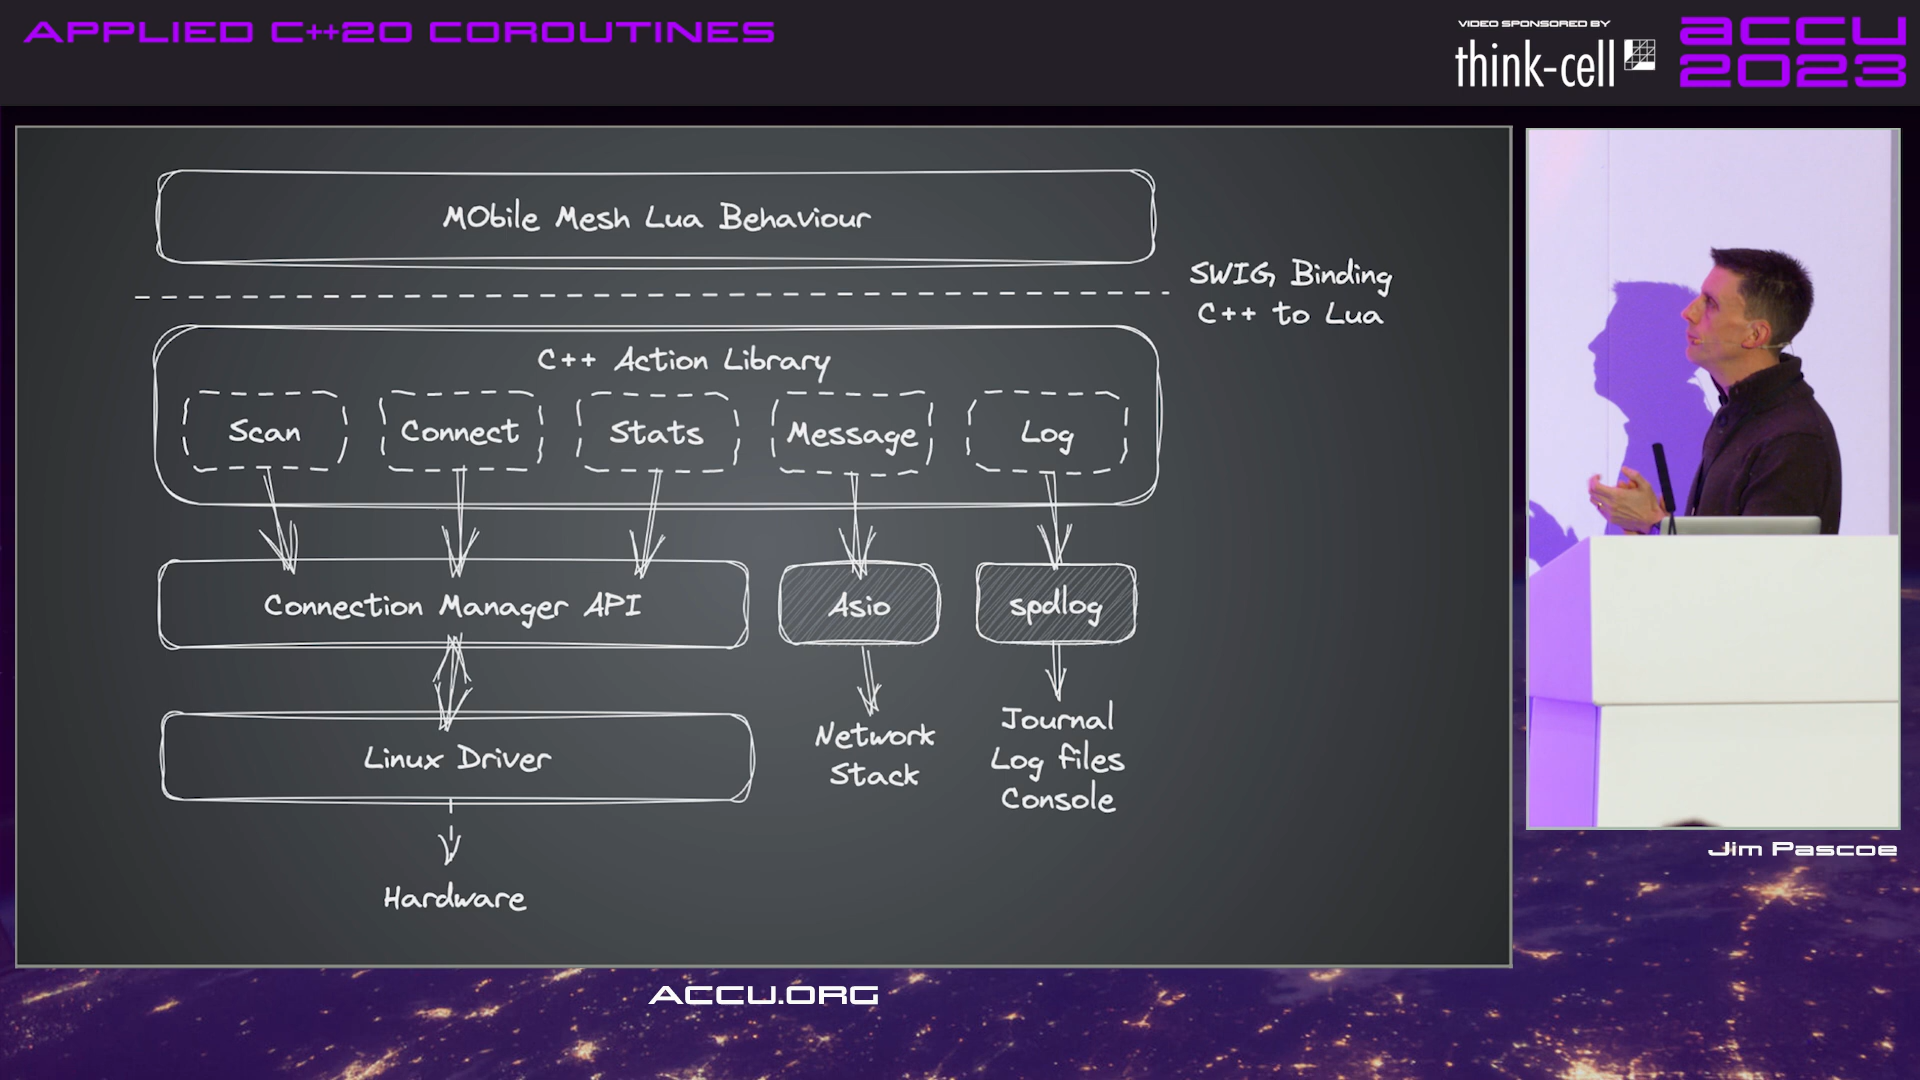 APPLIED C++20 COROUTINES
VIDEO SPONSORED BY
think-cell
accu
2023
MObile Mesh Lua Behaviour
SWIG Binding
C++ to Lua
C++ Action Library
Scan
Connect
Stats
Message
Log
Connection Manager API
Asio
spdlog
Linux Driver
Network
Stack
Journal
Log files
Console
Hardware
Jim Pascoe
ACCU.ORG